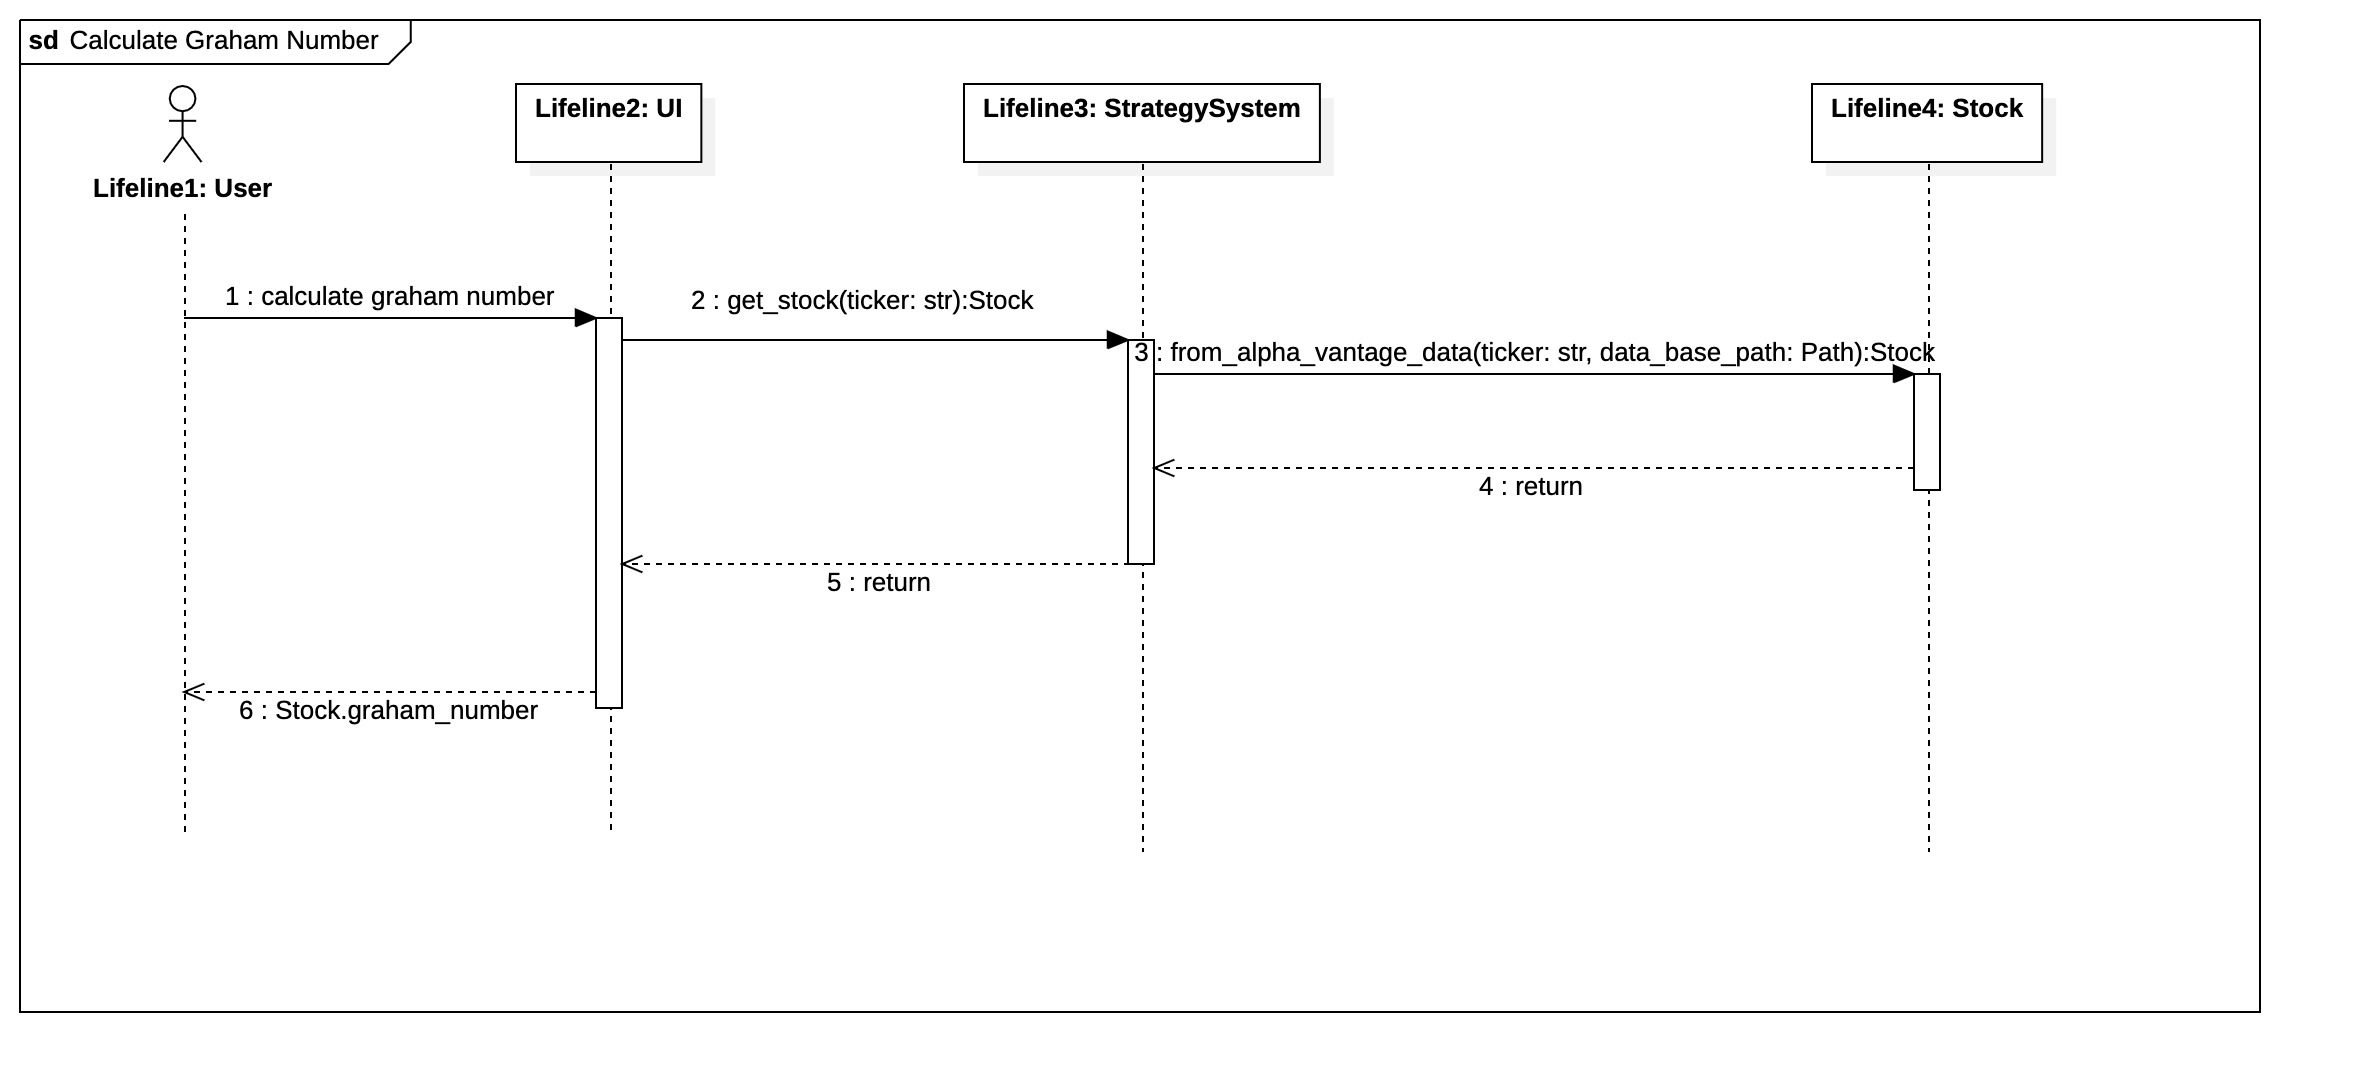 sd Calculate Graham Number
Lifeline1: User
Lifeline2: UI
Lifeline3: StrategySystem
Lifeline4: Stock
1 : calculate graham number
2 : get_stock(ticker: str):Stock
3 : from_alpha_vantage_data(ticker: str, data_base_path: Path):Stock
4 : return
5 : return
6 : Stock.graham_number